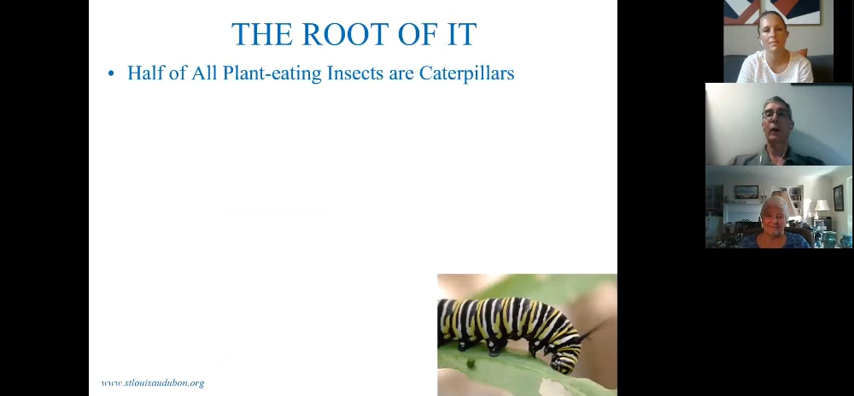 THE ROOT OF IT
• Half of All Plant-eating Insects are Caterpillars
www.stlouisaudubon.org